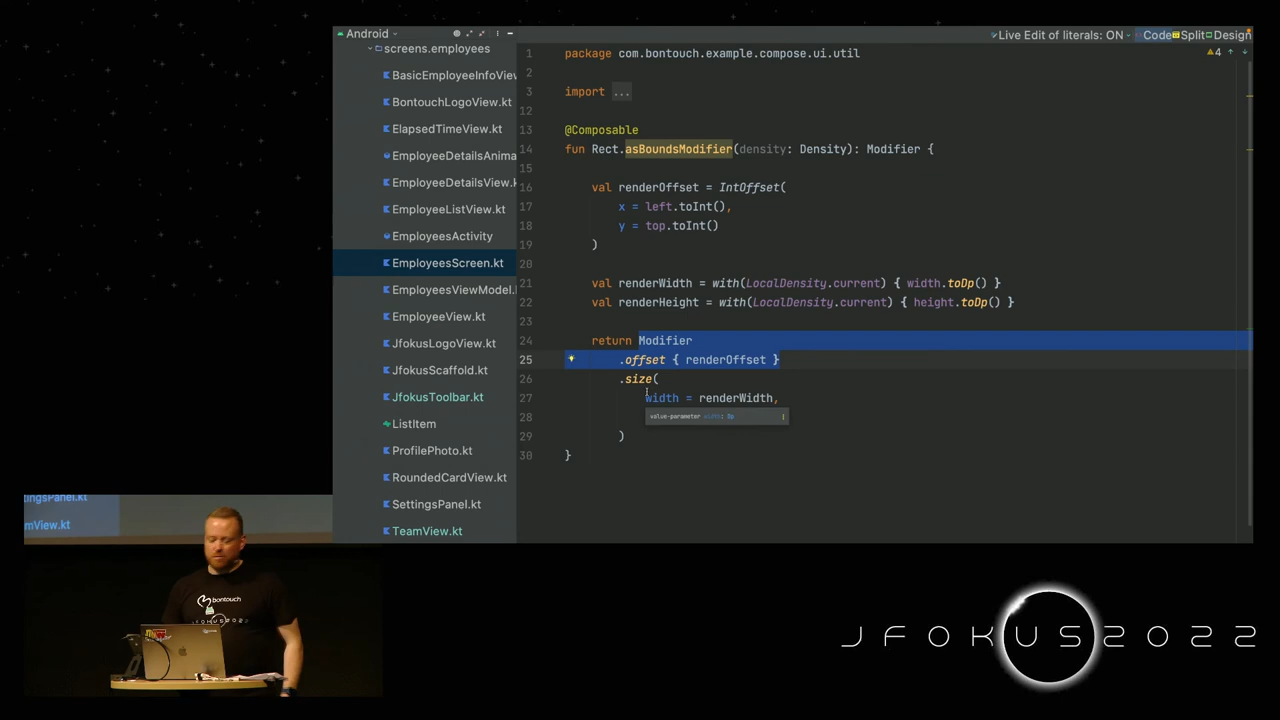 Android
Live Edit of literals: ON
Code
Split
Design
screens.employees
BasicEmployeeInfoView
BontouchLogoView.kt
ElapsedTimeView.kt
EmployeeDetailsAnima
EmployeeDetailsView.k
EmployeeListView.kt
EmployeesActivity
EmployeesScreen.kt
EmployeesViewModel.
EmployeeView.kt
JfokusLogoView.kt
JfokusScaffold.kt
JfokusToolbar.kt
ListItem
ProfilePhoto.kt
RoundedCardView.kt
SettingsPanel.kt
TeamView.kt
4
1 package com.bontouch.example.compose.ui.util
2
3 import ...
12
13 @Composable
14 fun Rect.asBoundsModifier(density: Density): Modifier {
15
16 val renderOffset = IntOffset(
17 x = left.toInt(),
18 y = top.toInt()
19 )
20
21 val renderWidth = with(LocalDensity.current) { width.toDp() }
22 val renderHeight = with(LocalDensity.current) { height.toDp() }
23
24 return Modifier
25 .offset { renderOffset }
26 .size(
27 width = renderWidth,
28 value-parameter width: Dp
29 )
30 }
ingsPanel.kt
mView.kt
bontouch
JFOKUS2022